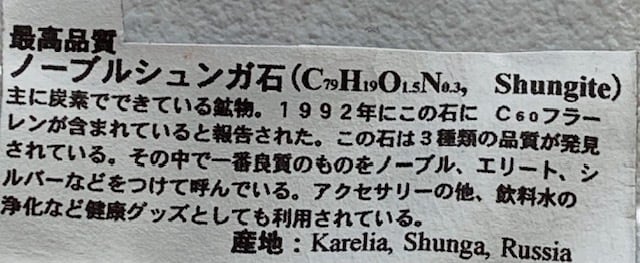 最高品質
ノーブルシュンガ石(C79H19O1.5N0.3, Shungite)
主に炭素でできている鉱物。1992年にこの石に C60フラー
レンが含まれていると報告された。この石は3種類の品質が発見
されている。その中で一番良質のものをノーブル、エリート、シ
ルバーなどをつけて呼んでいる。アクセサリーの他、飲料水の
浄化など健康グッズとしても利用されている。
産地:Karelia, Shunga, Russia